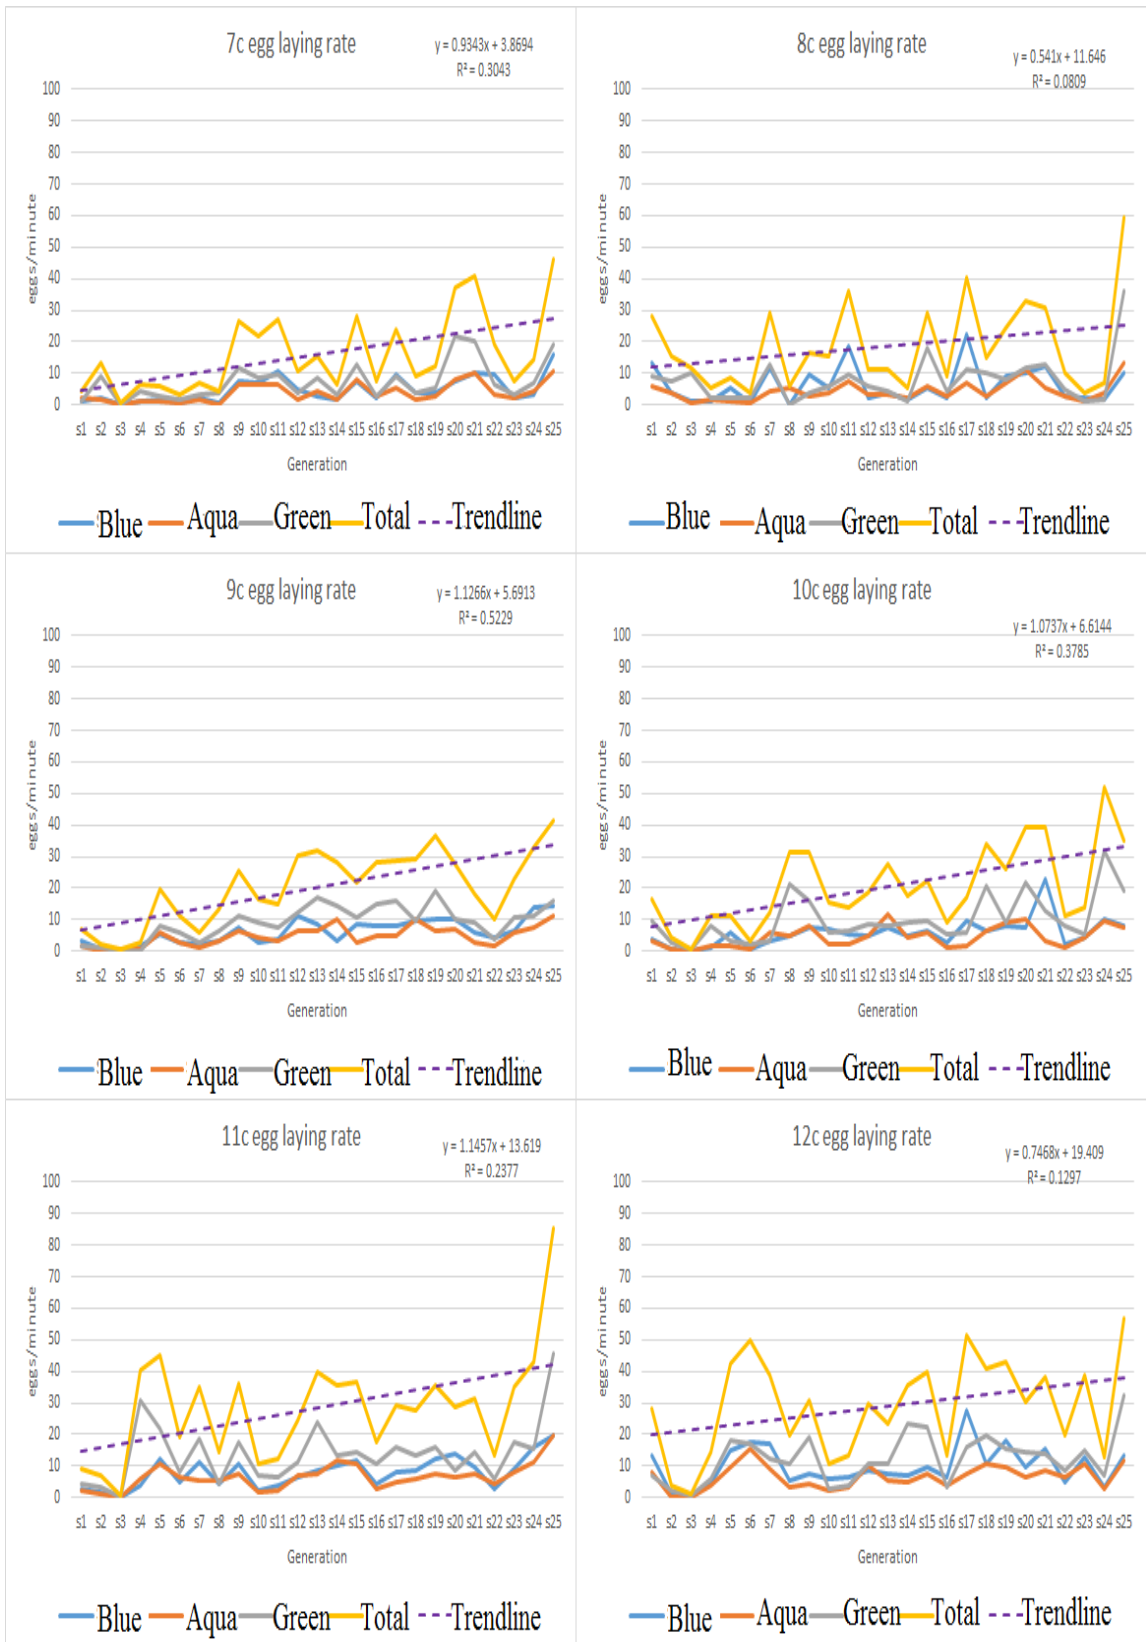 7c egg laying rate
y = 0.9343x + 3.8694
R² = 0.3043
100
90
80
70
60
50
40
30
20
10
0
eggs/minute
s1 s2 s3 s4 s5 s6 s7 s8 s9 s10 s11 s12 s13 s14 s15 s16 s17 s18 s19 s20 s21 s22 s23 s24 s25
Generation
Blue Aqua Green Total Trendline
8c egg laying rate
y = 0.541x + 11.646
R² = 0.0809
100
90
80
70
60
50
40
30
20
10
0
eggs/minute
s1 s2 s3 s4 s5 s6 s7 s8 s9 s10 s11 s12 s13 s14 s15 s16 s17 s18 s19 s20 s21 s22 s23 s24 s25
Generation
Blue Aqua Green Total Trendline
9c egg laying rate
y = 1.1266x + 5.6913
R² = 0.5229
100
90
80
70
60
50
40
30
20
10
0
eggs/minute
s1 s2 s3 s4 s5 s6 s7 s8 s9 s10 s11 s12 s13 s14 s15 s16 s17 s18 s19 s20 s21 s22 s23 s24 s25
Generation
Blue Aqua Green Total Trendline
10c egg laying rate
y = 1.0737x + 6.6144
R² = 0.3785
100
90
80
70
60
50
40
30
20
10
0
eggs/minute
s1 s2 s3 s4 s5 s6 s7 s8 s9 s10 s11 s12 s13 s14 s15 s16 s17 s18 s19 s20 s21 s22 s23 s24 s25
Generation
Blue Aqua Green Total Trendline
11c egg laying rate
y = 1.1457x + 13.619
R² = 0.2377
100
90
80
70
60
50
40
30
20
10
0
eggs/minute
s1 s2 s3 s4 s5 s6 s7 s8 s9 s10 s11 s12 s13 s14 s15 s16 s17 s18 s19 s20 s21 s22 s23 s24 s25
Generation
Blue Aqua Green Total Trendline
12c egg laying rate
y = 0.7468x + 19.409
R² = 0.1297
100
90
80
70
60
50
40
30
20
10
0
eggs/minute
s1 s2 s3 s4 s5 s6 s7 s8 s9 s10 s11 s12 s13 s14 s15 s16 s17 s18 s19 s20 s21 s22 s23 s24 s25
Generation
Blue Aqua Green Total Trendline